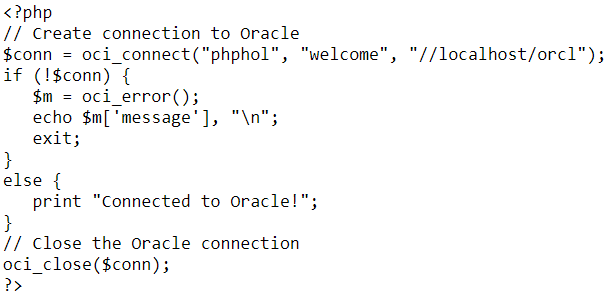 <?php
// Create connection to Oracle
$conn = oci_connect("phphol", "welcome", "//localhost/orcl");
if (!$conn) {
   $m = oci_error();
   echo $m['message'], "\n";
   exit;
}
else {
   print "Connected to Oracle!";
}
// Close the Oracle connection
oci_close($conn);
?>